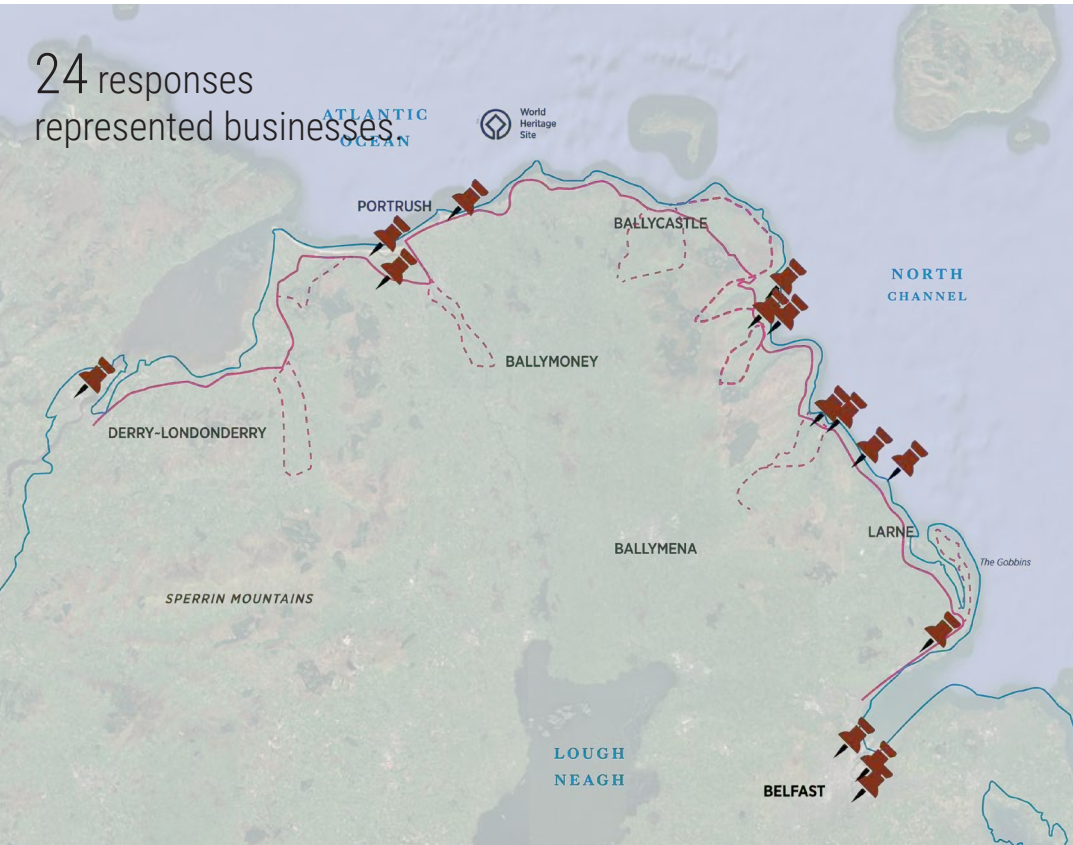 24 responses
represented businesses.
ATLANTIC
OCEAN
World
Heritage
Site
PORTRUSH
BALLYCASTLE
NORTH
CHANNEL
BALLYMONEY
DERRY~LONDONDERRY
LARNE
BALLYMENA
The Gobbins
SPERRIN MOUNTAINS
LOUGH
NEAGH
BELFAST